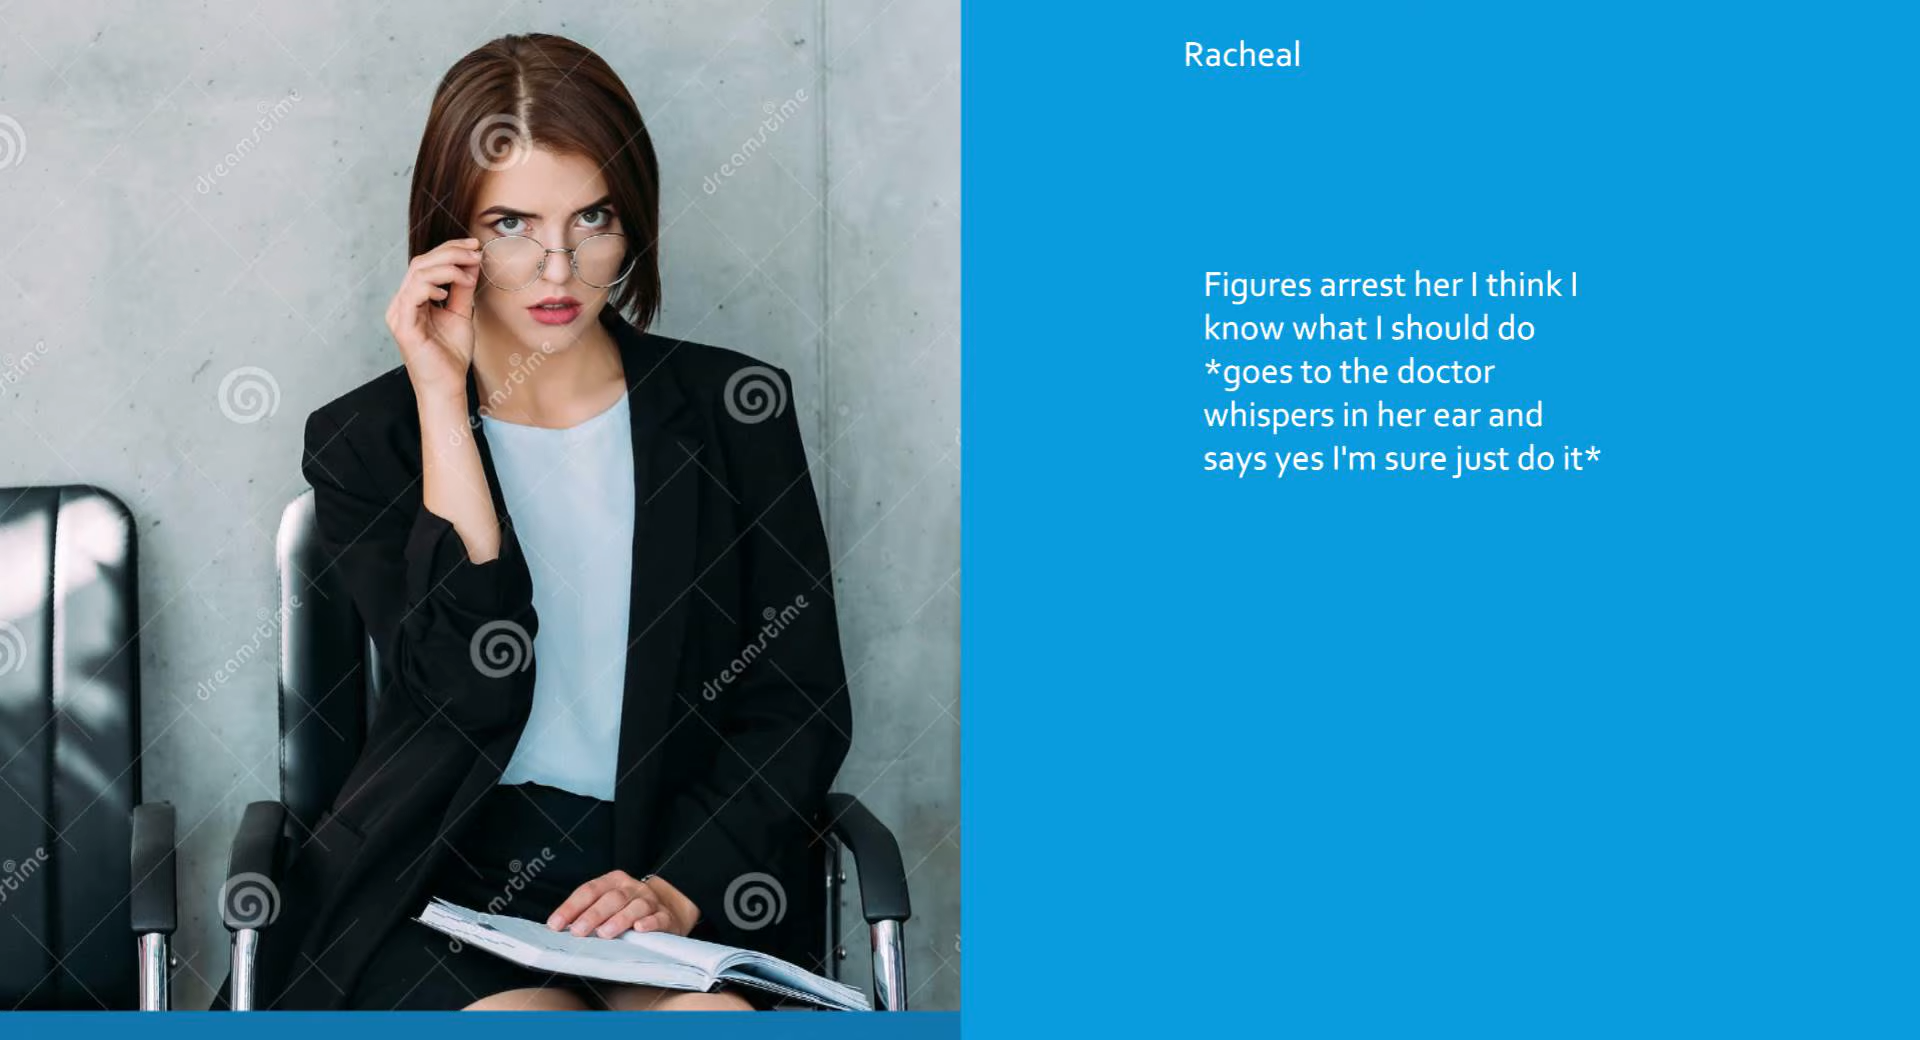 Racheal
Figures arrest her I think I
know what I should do
*goes to the doctor
whispers in her ear and
says yes I'm sure just do it*
dreamstime
dreamstime
dreamstime
dreamstime
dreamstime
dreamstime
dreamstime